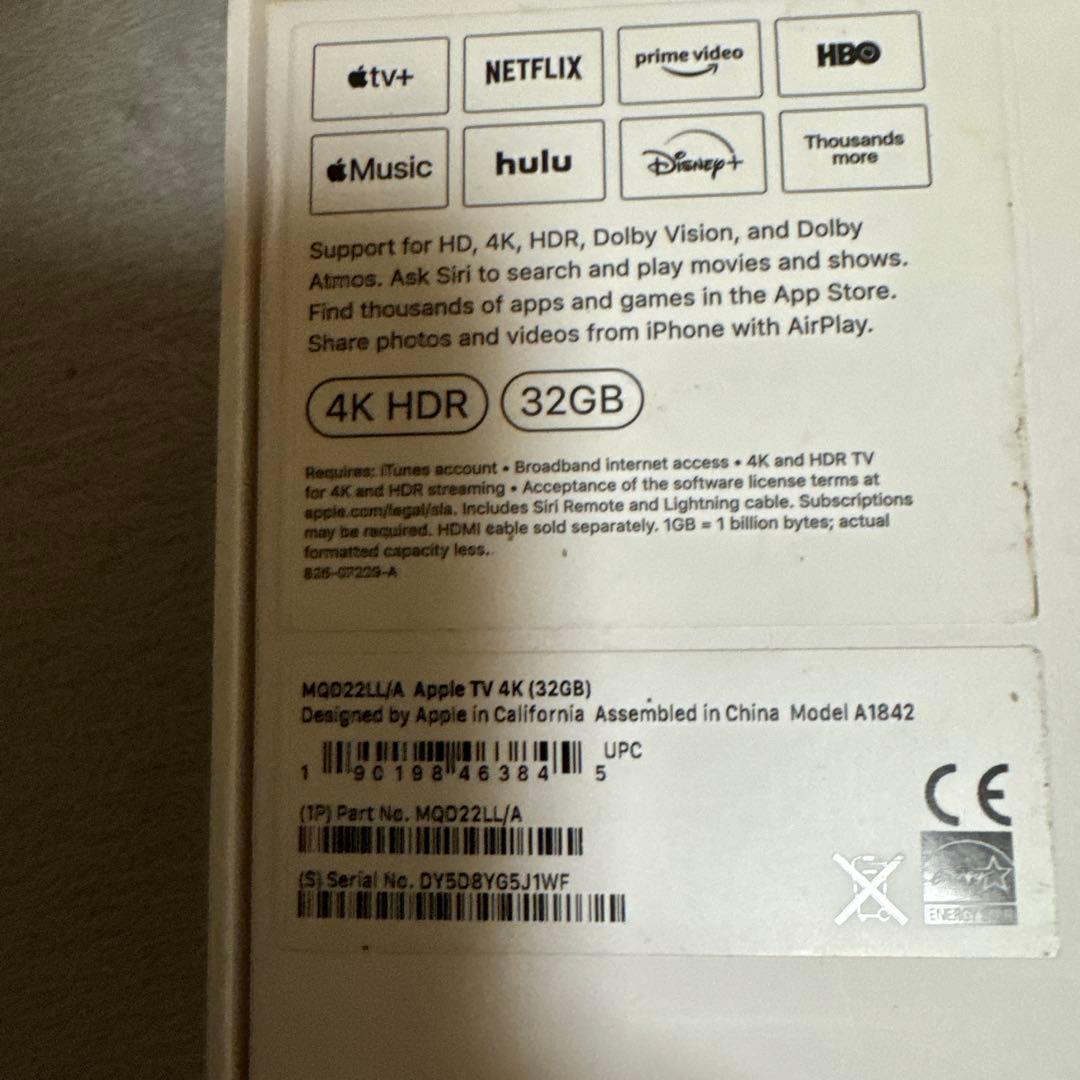 tv+
NETFLIX
prime video
HBO
Music
hulu
Disney+
Thousands
more
Support for HD, 4K, HDR, Dolby Vision, and Dolby
Atmos. Ask Siri to search and play movies and shows.
Find thousands of apps and games in the App Store.
Share photos and videos from iPhone with AirPlay.
4K HDR
32GB
Requires: iTunes account • Broadband internet access • 4K and HDR TV
for 4K and HDR streaming • Acceptance of the software license terms at
apple.com/legal/sla. Includes Siri Remote and Lightning cable. Subscriptions
may be required. HDMI cable sold separately. 1GB = 1 billion bytes; actual
formatted capacity less.
826-07229-A
MQD22LL/A Apple TV 4K (32GB)
Designed by Apple in California Assembled in China Model A1842
UPC
1 90198 46384 5
(1P) Part No. MQD22LL/A
(S) Serial No. DY5D8YG5J1WF
CE
ENERGY STAR